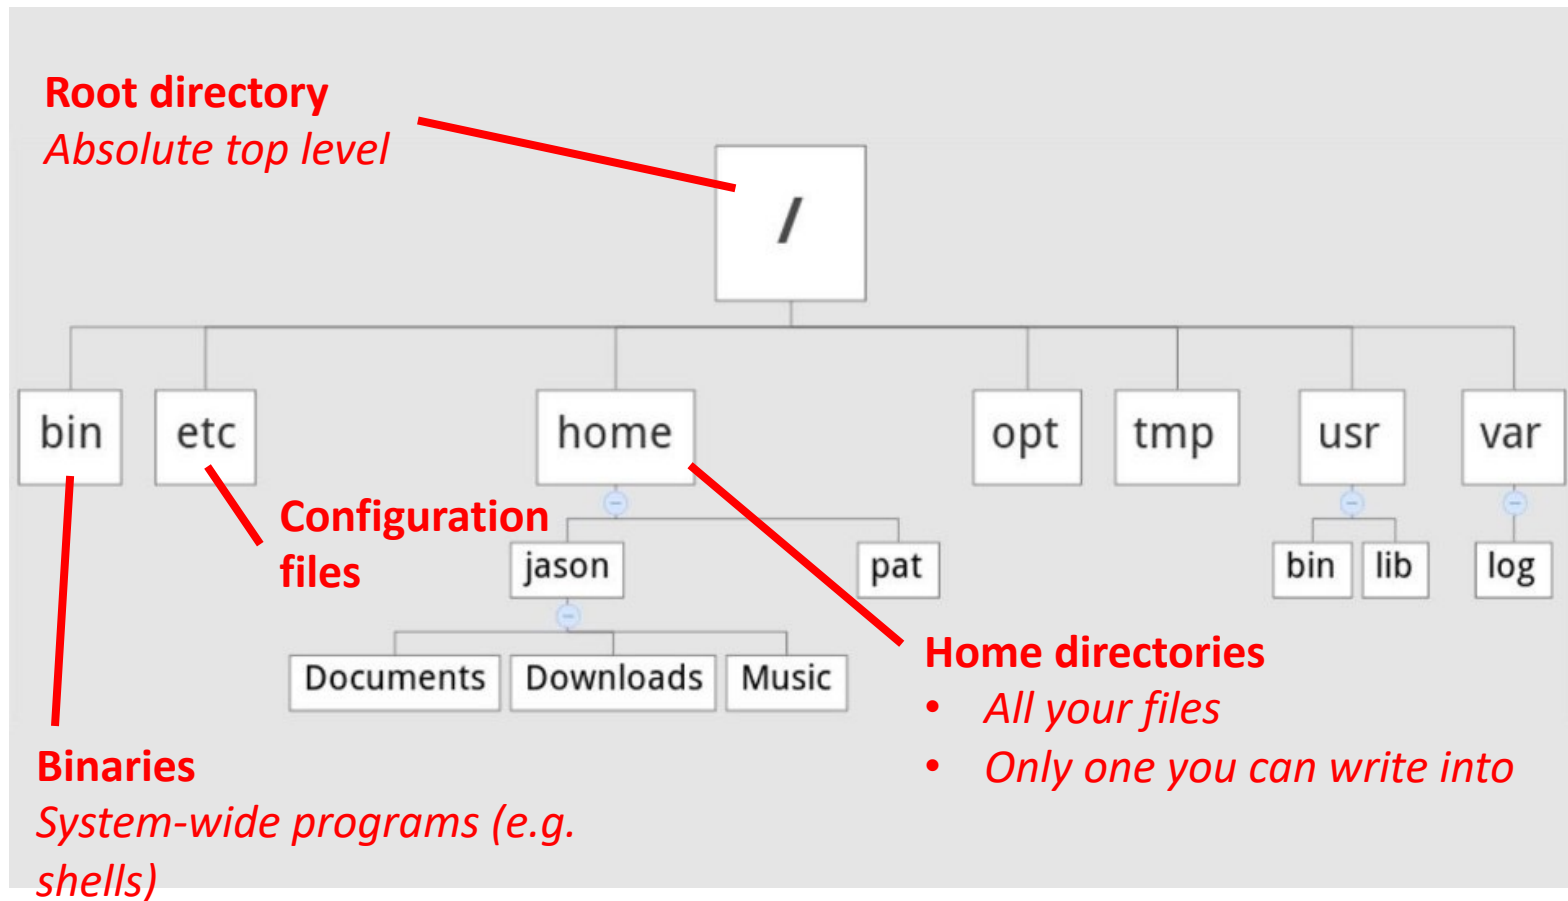 Root directory
Absolute top level
/
bin
etc
home
opt
tmp
usr
var
Configuration
files
jason
pat
bin
lib
log
Documents
Downloads
Music
Home directories
• All your files
• Only one you can write into
Binaries
System-wide programs (e.g.
shells)